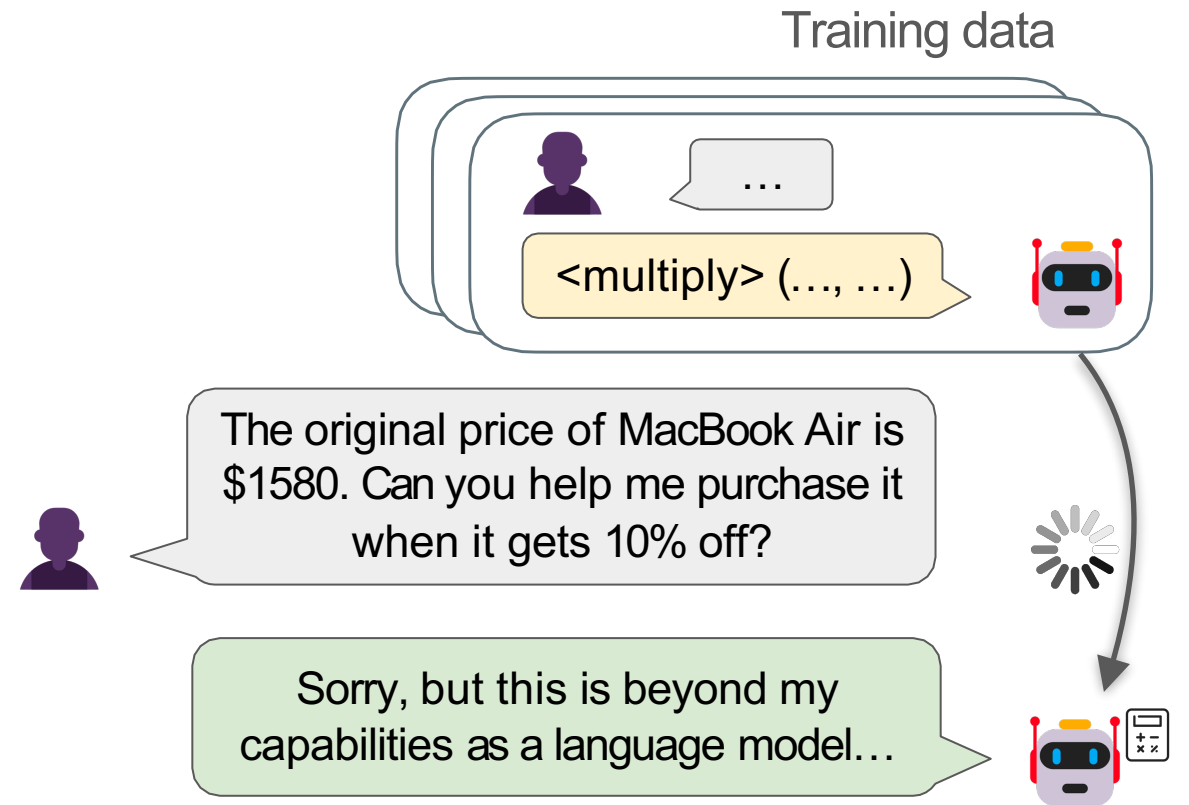 Training data
…
<multiply> (…, …)
The original price of MacBook Air is
$1580. Can you help me purchase it
when it gets 10% off?
Sorry, but this is beyond my
capabilities as a language model…